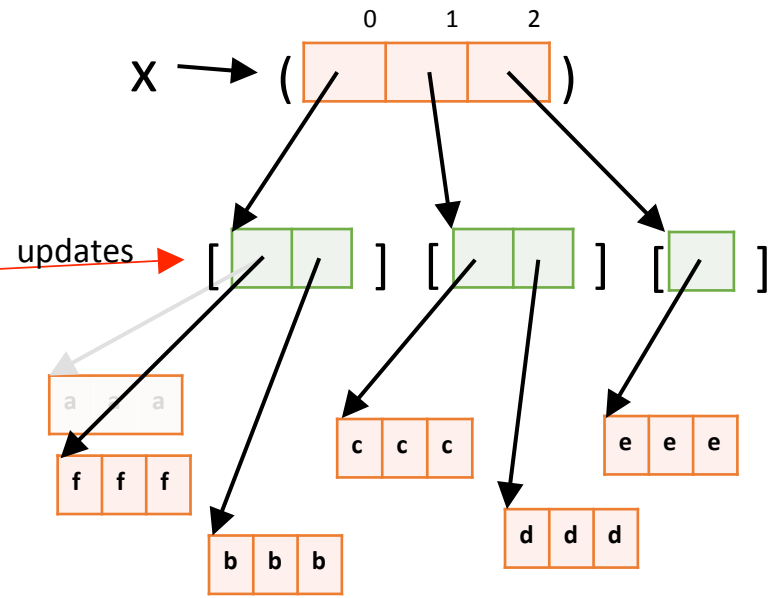 0 1 2
X ( )
updates [ ] [ ] [ ]
a a a
c c c
e e e
f f f
d d d
b b b